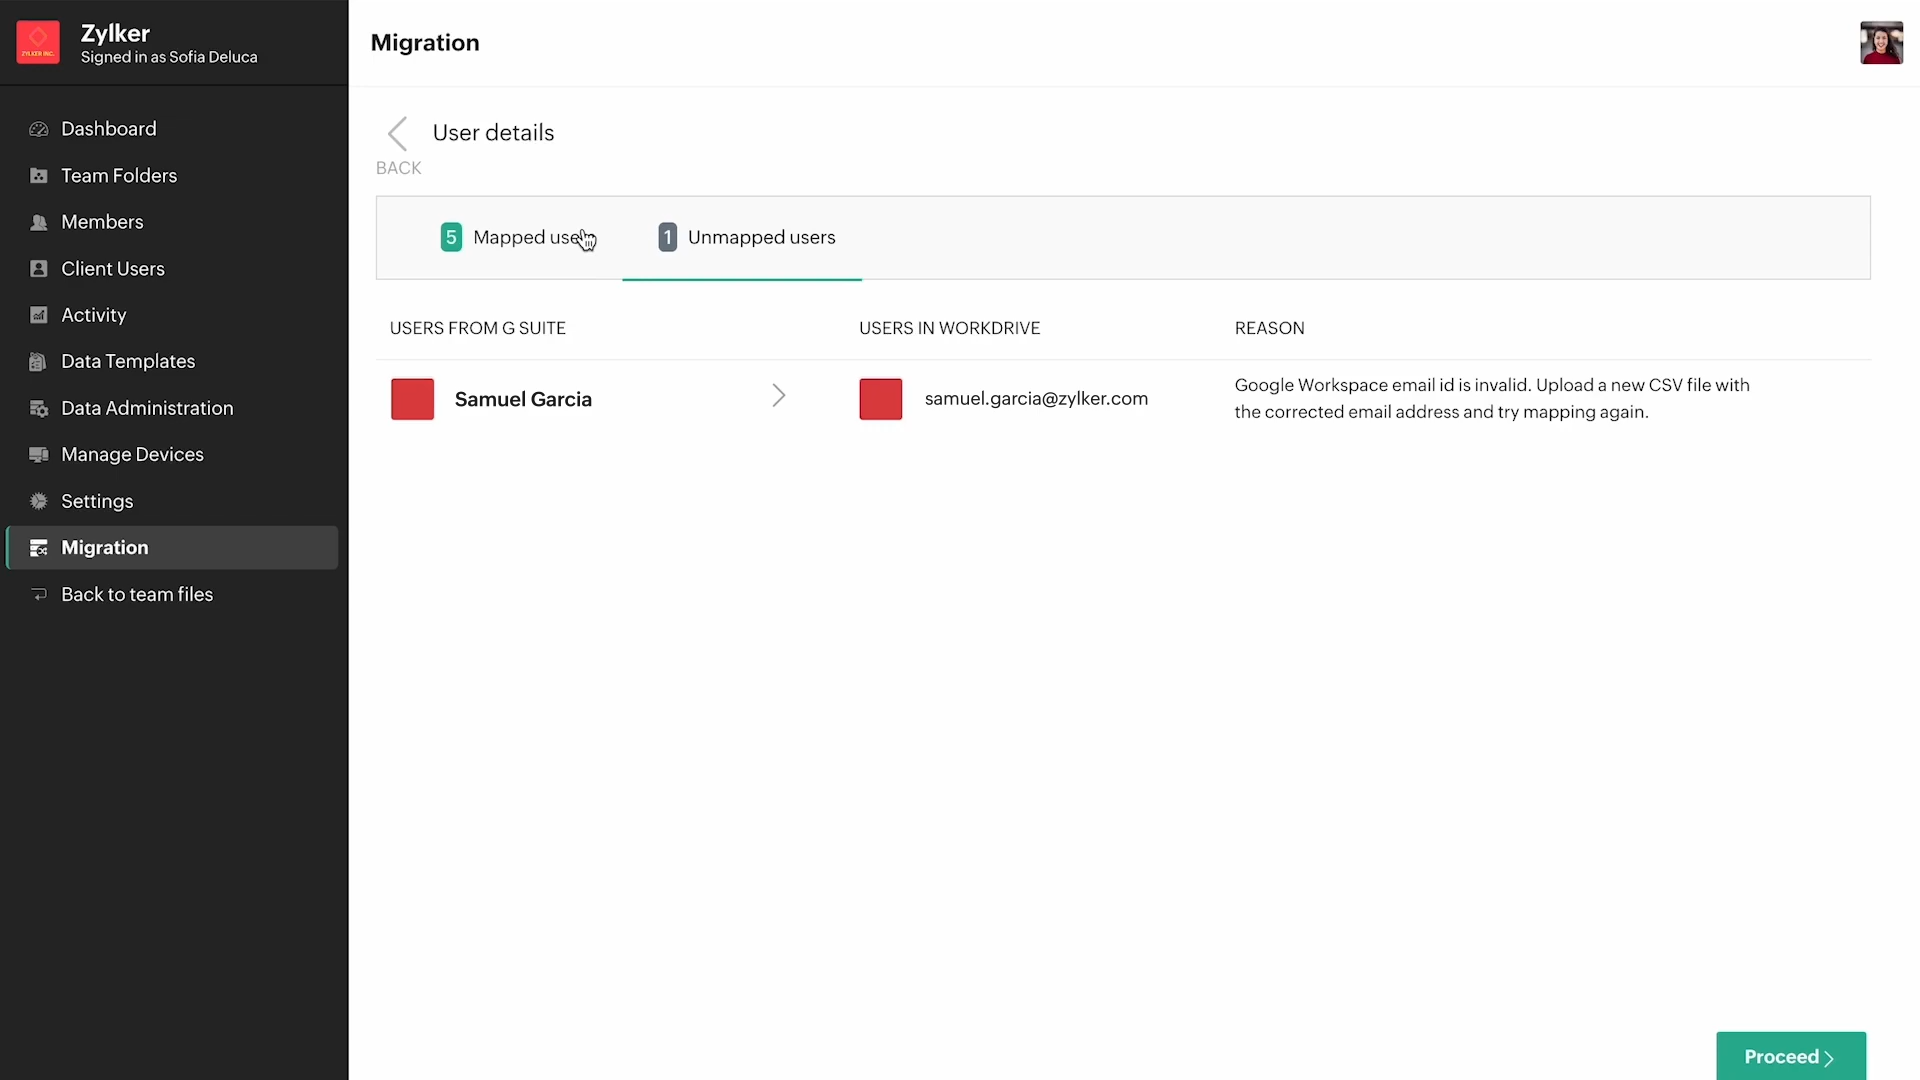 Zylker
Signed in as Sofia Deluca
ZYLKER INC.
Dashboard
Team Folders
Members
Client Users
Activity
Data Templates
Data Administration
Manage Devices
Settings
Migration
Back to team files
Migration
User details
BACK
5 Mapped
1 Unmapped users
USERS FROM G SUITE
USERS IN WORKDRIVE
REASON
Samuel Garcia
samuel.garcia@zylker.com
Google Workspace email id is invalid. Upload a new CSV file with
the corrected email address and try mapping again.
Proceed